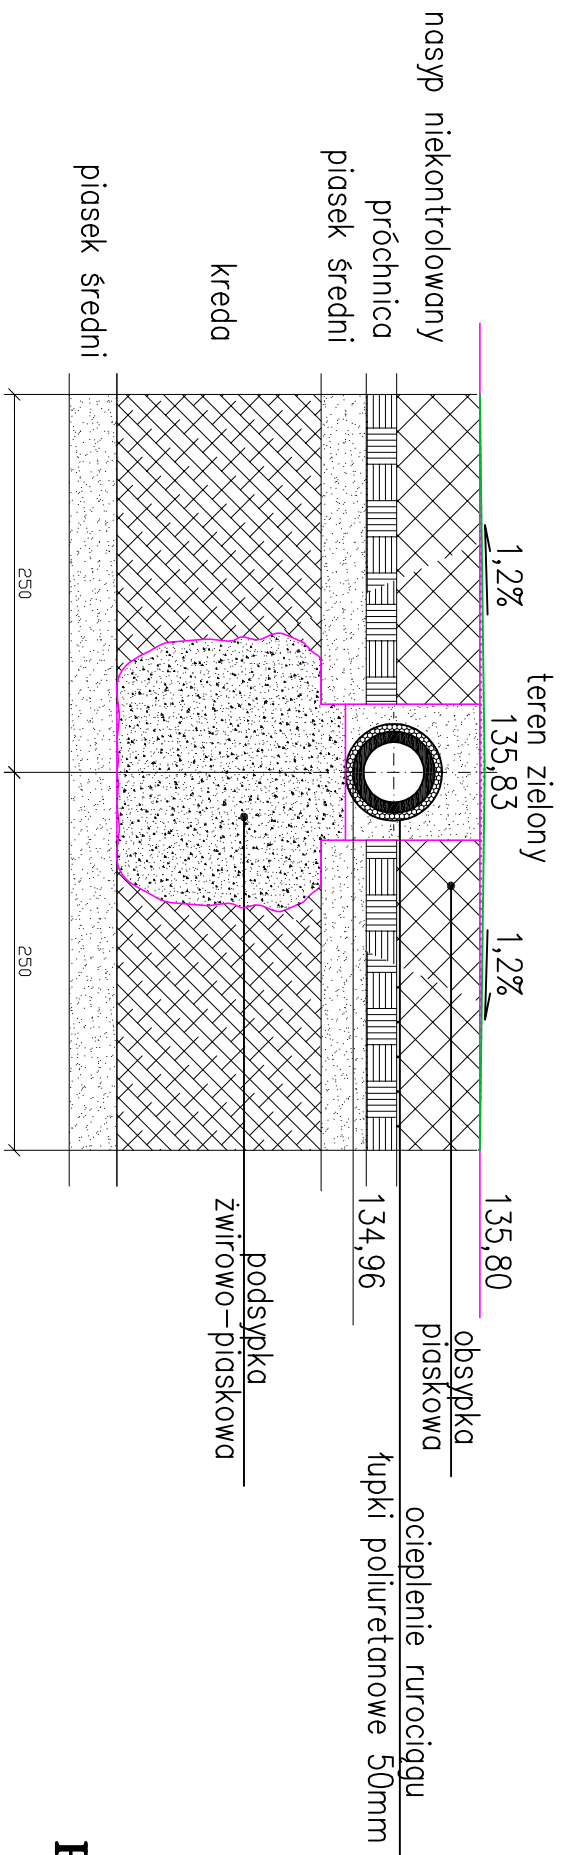 teren zielony
135,83
1,2%
1,2%
135,80
nasyp niekontrolowany
próchnica
piasek średni
kreda
piasek średni
134,96
obsypka
piaskowa
ocieplenie rurociągu
łupki poliuretanowe 50mm
podsypka
żwirowo-piaskowa
250
250